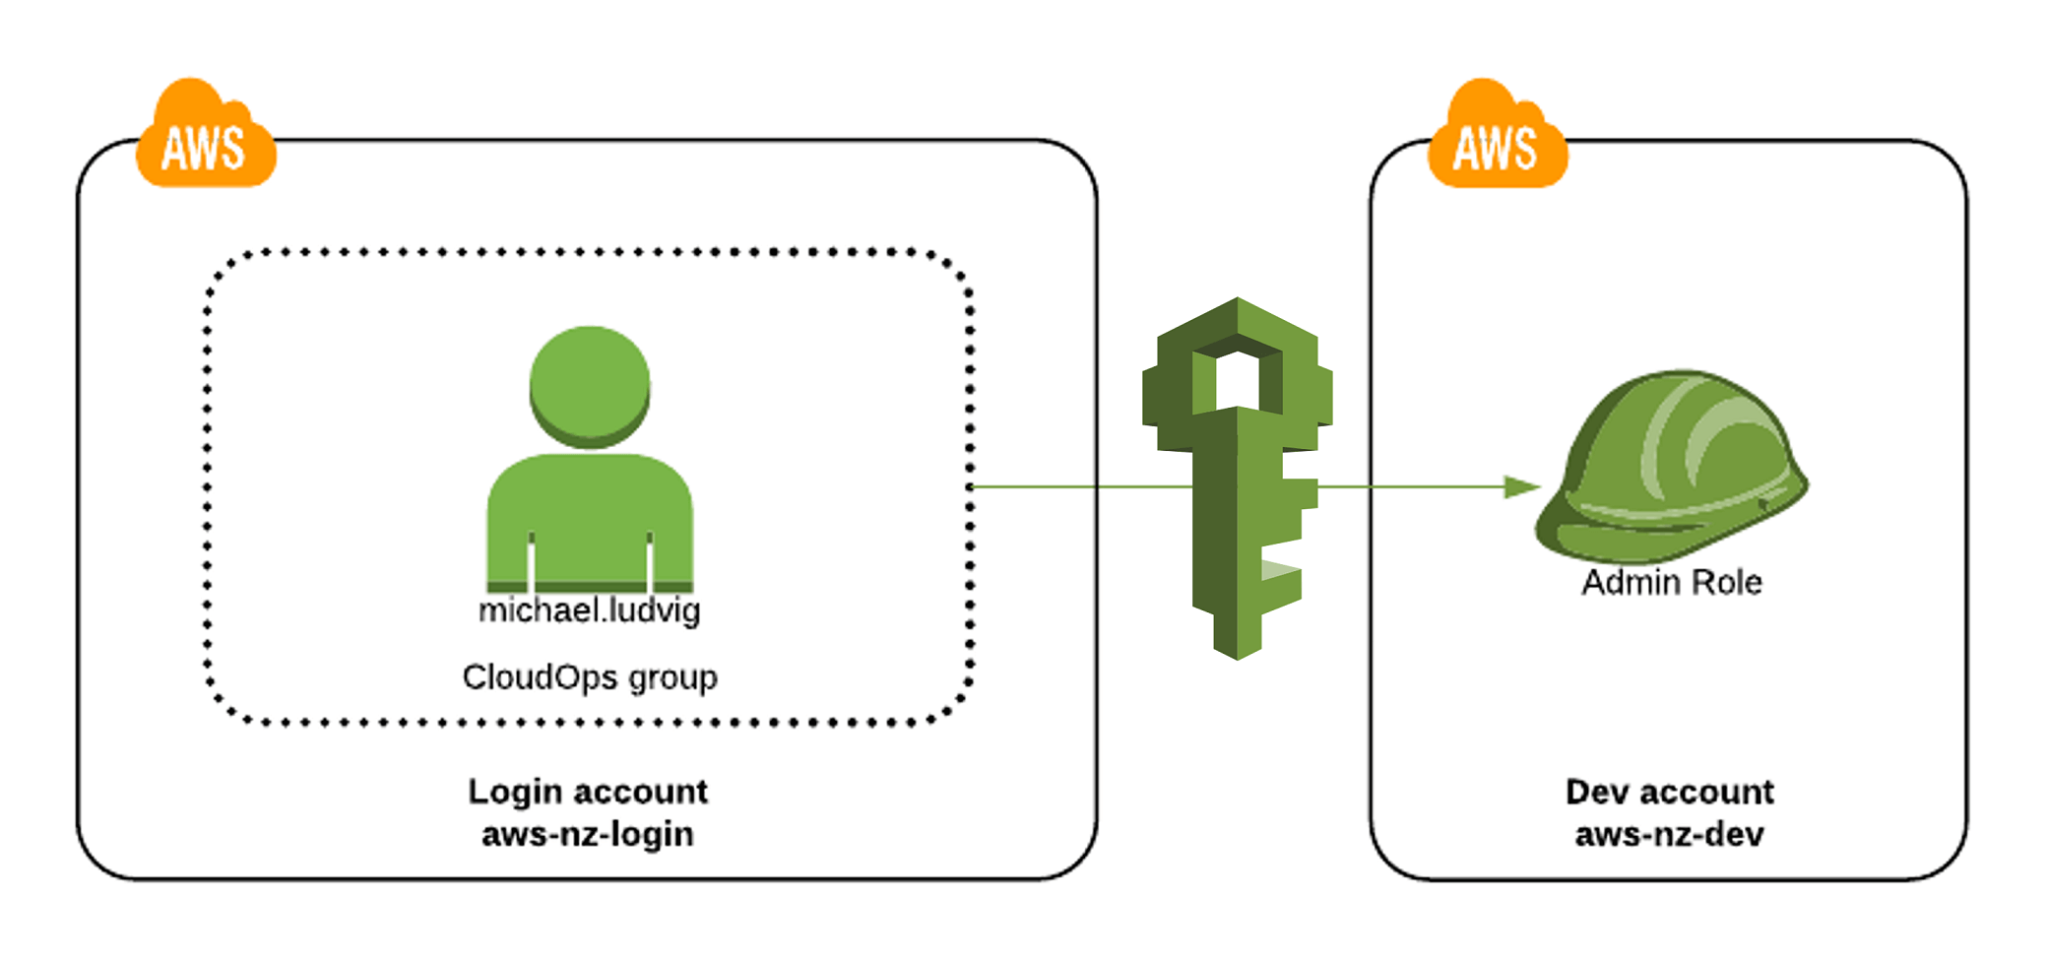 AWS
AWS
michael.ludvig
CloudOps group
Login account
aws-nz-login
Admin Role
Dev account
aws-nz-dev